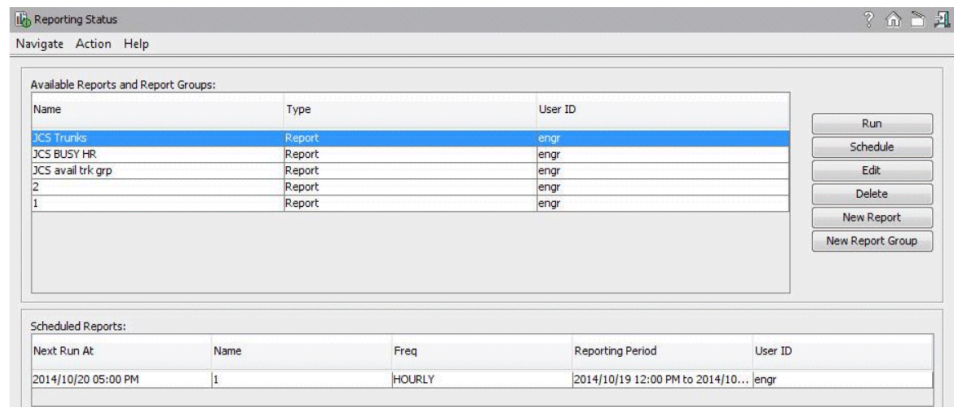 Reporting Status
Navigate Action Help
Available Reports and Report Groups:
Name Type User ID
JCS Trunks Report engr
JCS BUSY HR Report engr
JCS avail trk grp Report engr
2 Report engr
1 Report engr
Run
Schedule
Edit
Delete
New Report
New Report Group
Scheduled Reports:
Next Run At Name Freq Reporting Period User ID
2014/10/20 05:00 PM 1 HOURLY 2014/10/19 12:00 PM to 2014/10... engr